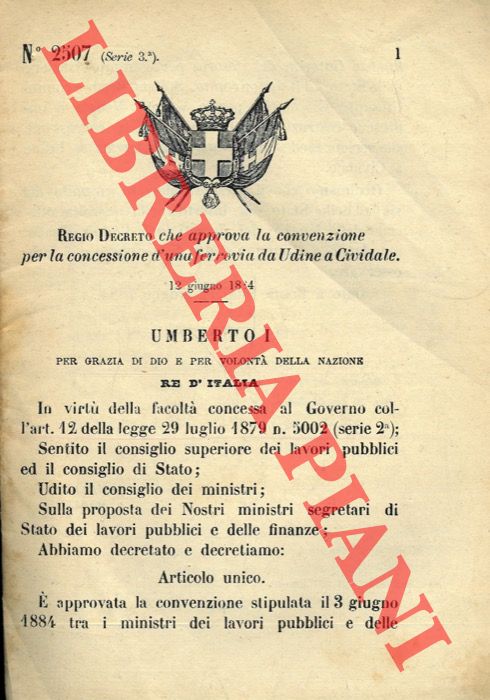 N° 2507 (Serie 3.ª). 1
REGIO DECRETO che approva la convenzione
per la concessione d'una ferrovia da Udine a Cividale.
12 giugno 1884
UMBERTO I
PER GRAZIA DI DIO E PER VOLONTÀ DELLA NAZIONE
RE D'ITALIA
In virtù della facoltà concessa al Governo col-
l'art. 12 della legge 29 luglio 1879 n. 5002 (serie 2ª);
Sentito il consiglio superiore dei lavori pubblici
ed il consiglio di Stato;
Udito il consiglio dei ministri;
Sulla proposta dei Nostri ministri segretari di
Stato dei lavori pubblici e delle finanze;
Abbiamo decretato e decretiamo:
Articolo unico.
È approvata la convenzione stipulata il 3 giugno
1884 tra i ministri dei lavori pubblici e delle
LIBRERIA PIANI